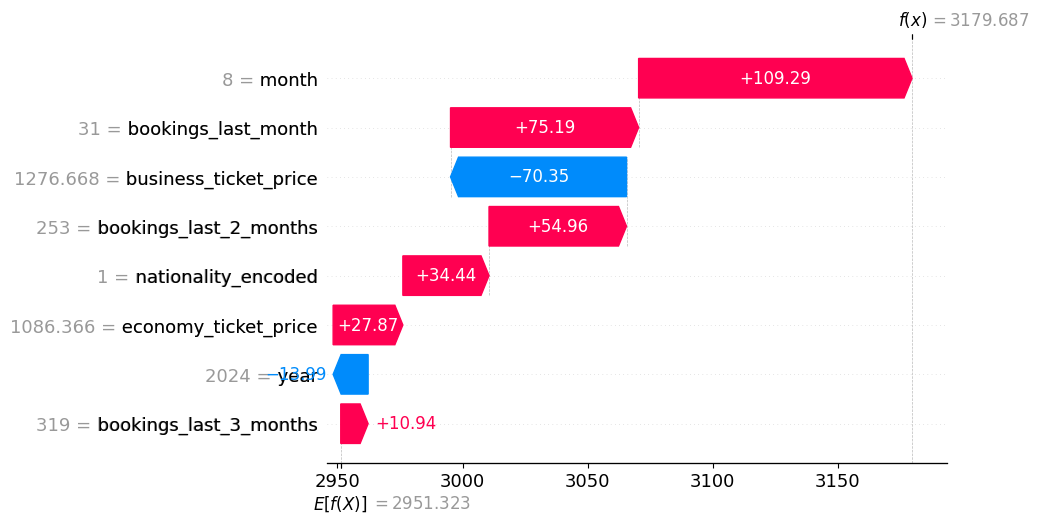 f(x) = 3179.687
8 = month
+109.29
31 = bookings_last_month
+75.19
1276.668 = business_ticket_price
−70.35
253 = bookings_last_2_months
+54.96
1 = nationality_encoded
+34.44
1086.366 = economy_ticket_price
+27.87
2024 = year
−13.99
319 = bookings_last_3_months
+10.94
2950 3000 3050 3100 3150
E[f(X)] = 2951.323